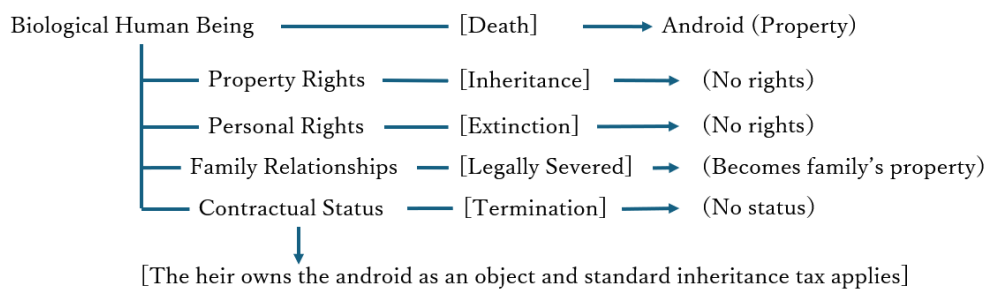 Biological Human Being [Death] Android (Property)
Property Rights [Inheritance] (No rights)
Personal Rights [Extinction] (No rights)
Family Relationships [Legally Severed] (Becomes family's property)
Contractual Status [Termination] (No status)
[The heir owns the android as an object and standard inheritance tax applies]